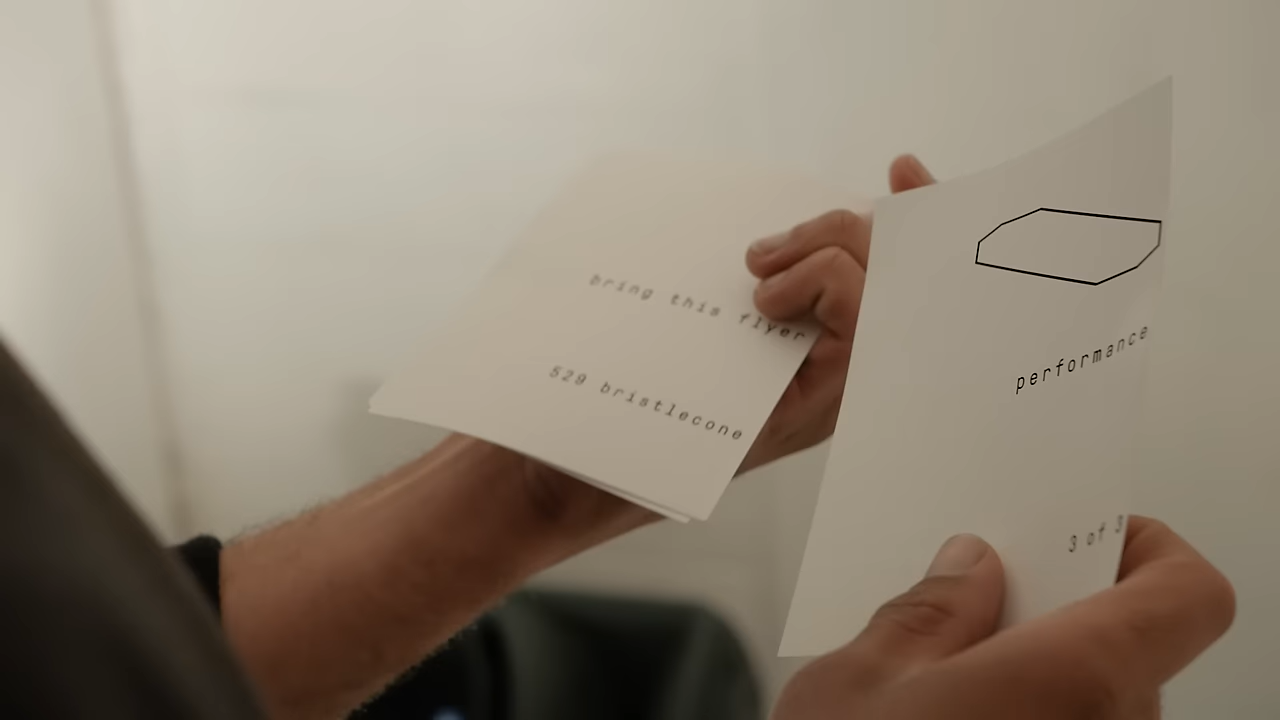 bring this flyer
529 bristlecone
performance
3 of 3